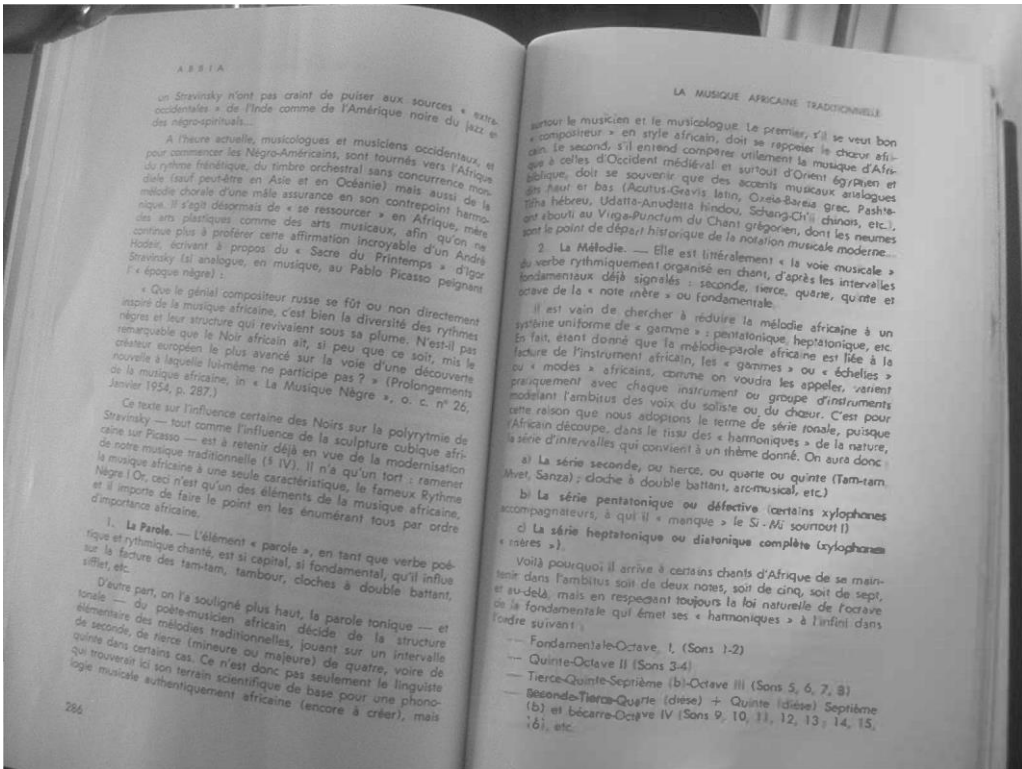 ABBIA
un Stravinsky n'ont pas craint de puiser aux sources « extra-
occidentales » de l'Inde comme de l'Amérique noire du jazz et
des négro-spirituals...
A l'heure actuelle, musicologues et musiciens occidentaux, et
pour commencer les Négro-Américains, sont tournés vers l'Afrique
du rythme frénétique, du timbre orchestral sans concurrence mon-
diale (sauf peut-être en Asie et en Océanie) mais aussi de la
mélodie chorale d'une mâle assurance en son contrepoint harmo-
nique. Il s'agit désormais de « se ressourcer » en Afrique, mère
des arts plastiques comme des arts musicaux, afin qu'on ne
continue plus à proférer cette affirmation incroyable d'un André
Hodeir, écrivant à propos du « Sacre du Printemps » d'Igor
Stravinsky (si analogue, en musique, au Pablo Picasso peignant
l' « époque nègre) :
« Que le génial compositeur russe se fût ou non directement
inspiré de la musique africaine, c'est bien la diversité des rythmes
nègres et leur structure qui revivaient sous sa plume. N'est-il pas
remarquable que le Noir africain ait, si peu que ce soit, mis le
créateur européen le plus avancé sur la voie d'une découverte
nouvelle à laquelle lui-même ne participe pas ? » (Prolongements
de la musique africaine, in « La Musique Nègre », o. c. n° 26,
Janvier 1954, p. 287.)
Ce texte sur l'influence certaine des Noirs sur la polyrytmie de
Stravinsky — tout comme l'influence de la sculpture cubique afri-
caine sur Picasso — est à retenir déjà en vue de la modernisation
de notre musique traditionnelle (§ IV). Il n'a qu'un tort : ramener
la musique africaine à une seule caractéristique, le fameux Rythme
Nègre ! Or, ceci n'est qu'un des éléments de la musique africaine,
et il importe de faire le point en les énumérant tous par ordre
d'importance africaine.
1. La Parole. — L'élément « parole », en tant que verbe poé-
tique et rythmique chanté, est si capital, si fondamental, qu'il influe
sur la facture des tam-tam, tambour, cloches à double battant,
sifflet, etc.
D'autre part, on l'a souligné plus haut, la parole tonique — et
tonale — du poète-musicien africain décide de la structure
élémentaire des mélodies traditionnelles, jouant sur un intervalle
de seconde, de tierce (mineure ou majeure) de quatre, voire de
quinte dans certains cas. Ce n'est donc pas seulement le linguiste
qui trouverait ici son terrain scientifique de base pour une phono-
logie musicale authentiquement africaine (encore à créer), mais
286
LA MUSIQUE AFRICAINE TRADITIONNELLE
surtout le musicien et le musicologue. Le premier, s'il se veut bon
« compositeur » en style africain, doit se rappeler le chœur afri-
cain. Le second, s'il entend comparer utilement la musique d'Afri-
que à celles d'Occident médiéval et surtout d'Orient égyptien et
biblique, doit se souvenir que des accents musicaux analogues
dits haut et bas (Acutus-Gravis latin, Oxeia-Bareia grec, Pashta-
Tifha hébreu, Udatta-Anudatta hindou, Schang-Ch'ü chinois, etc.),
ont abouti au Virga-Punctum du Chant grégorien, dont les neumes
sont le point de départ historique de la notation musicale moderne...
2. La Mélodie. — Elle est littéralement « la voie musicale »
du verbe rythmiquement organisé en chant, d'après les intervalles
fondamentaux déjà signalés : seconde, tierce, quarte, quinte et
octave de la « note mère » ou fondamentale.
Il est vain de chercher à réduire la mélodie africaine à un
système uniforme de « gamme » : pentatonique, heptatonique, etc.
En fait, étant donné que la mélodie-parole africaine est liée à la
facture de l'instrument africain, les « gammes » ou « échelles »
ou « modes » africains, comme on voudra les appeler, varient
pratiquement avec chaque instrument ou groupe d'instruments
modelant l'ambitus des voix du soliste ou du chœur. C'est pour
cette raison que nous adoptons le terme de série tonale, puisque
l'Africain découpe, dans le tissu des « harmoniques » de la nature,
la série d'intervalles qui convient à un thème donné. On aura donc :
a) La série seconde, ou tierce, ou quarte ou quinte (Tam-tam,
Mvet, Sanza) ; cloche à double battant, arc-musical, etc.)
b) La série pentatonique ou défective (certains xylophones
accompagnateurs, à qui il « manque » le Si - Mi sourtout !)
c) La série heptatonique ou diatonique complète (xylophones
« mères »).
Voilà pourquoi il arrive à certains chants d'Afrique de se main-
tenir dans l'ambitus soit de deux notes, soit de cinq, soit de sept,
et au-delà, mais en respectant toujours la loi naturelle de l'octave
de la fondamentale qui émet ses « harmoniques » à l'infini dans
l'ordre suivant :
— Fondamentale-Octave, I, (Sons 1-2)
— Quinte-Octave II (Sons 3-4)
— Tierce-Quinte-Septième (b)-Octave III (Sons 5, 6, 7, 8)
— Seconde-Tierce-Quarte (dièse) + Quinte (dièse) Septième
(b) et bécarre-Octave IV (Sons 9, 10, 11, 12, 13, 14, 15,
16), etc.